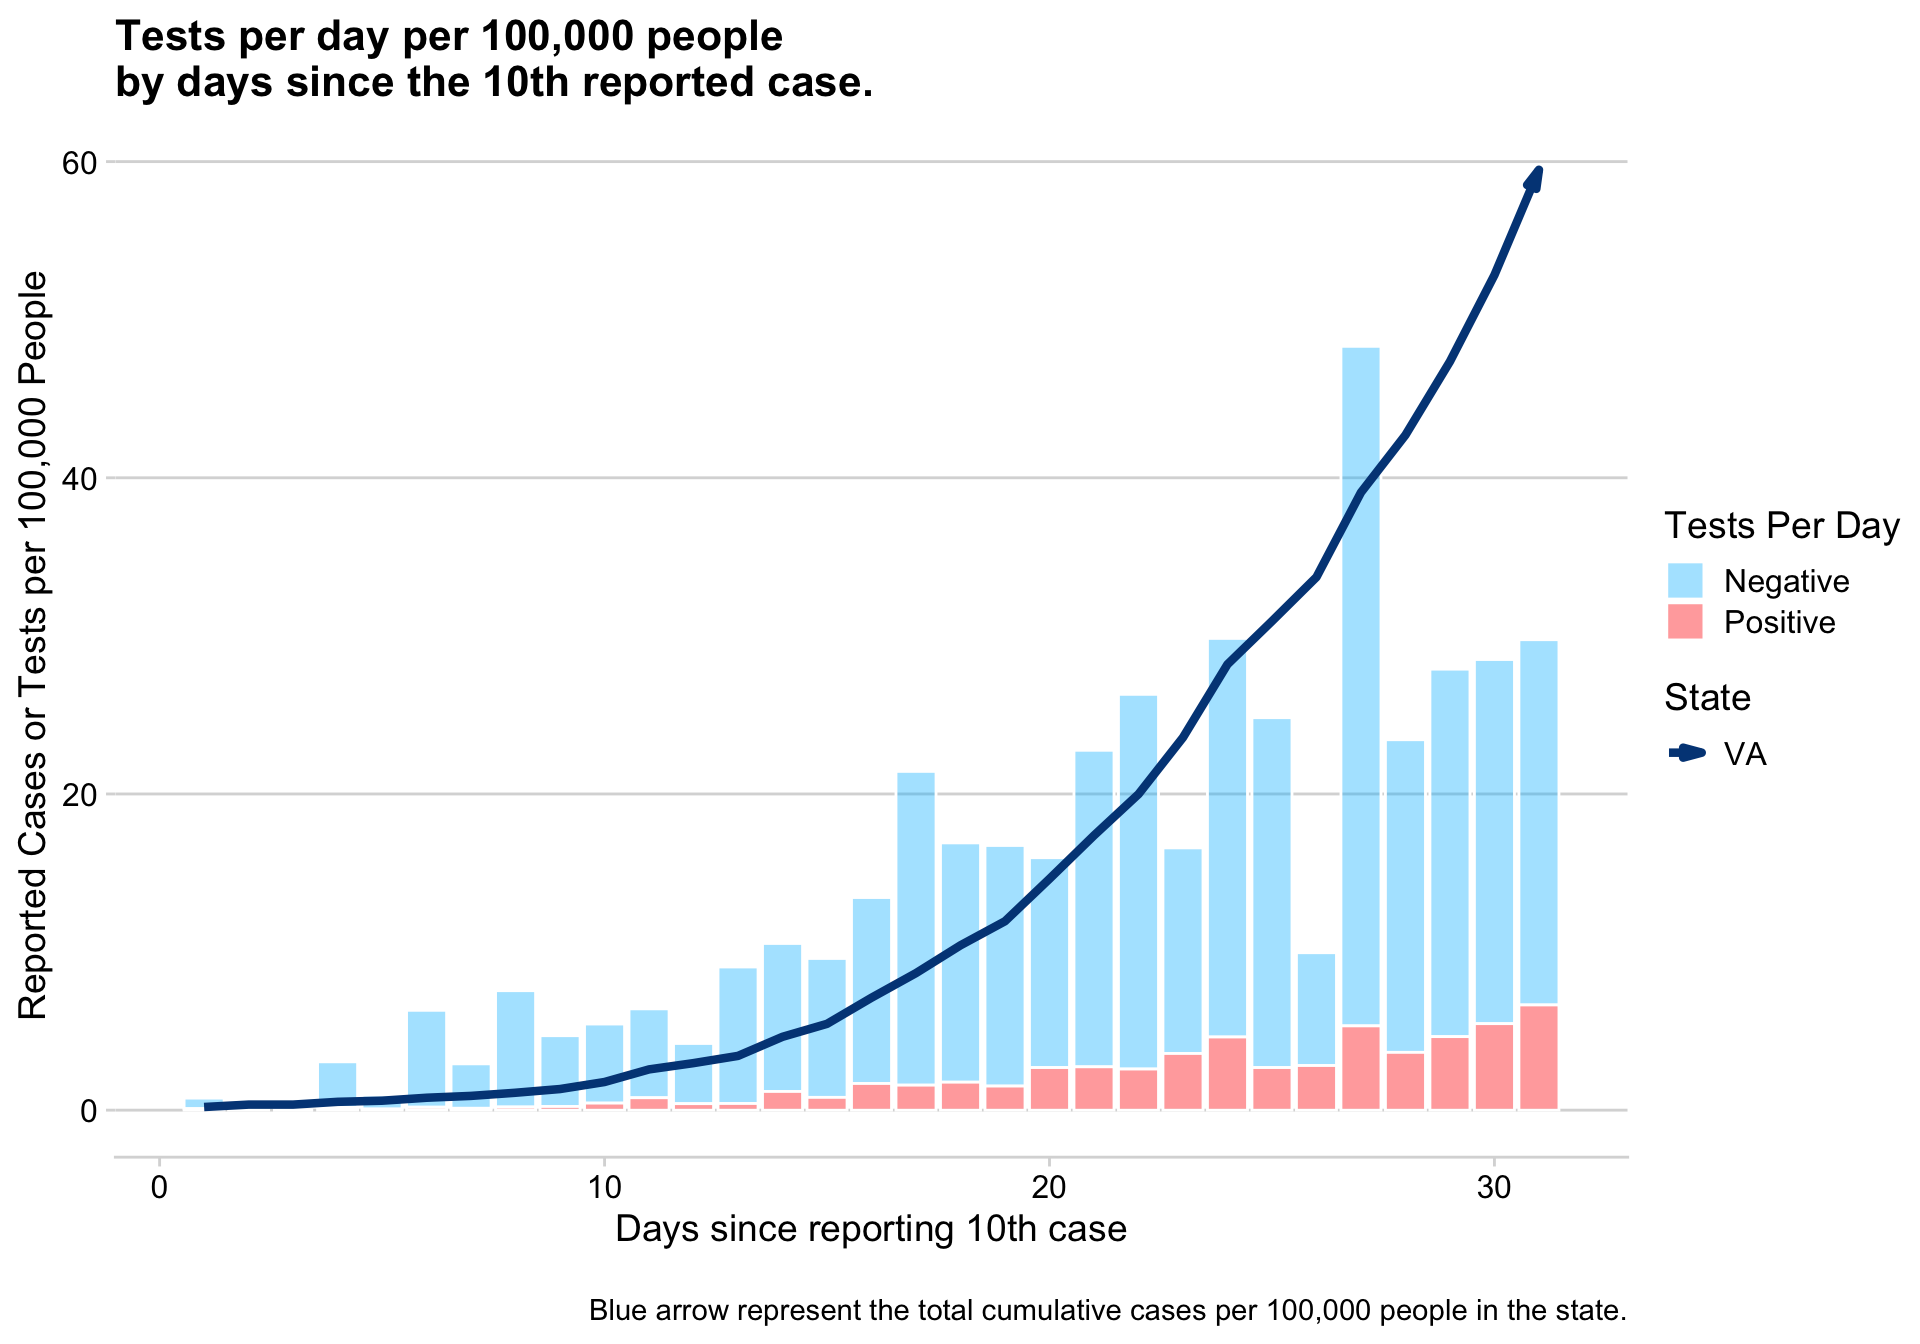 Tests per day per 100,000 people
by days since the 10th reported case.
Reported Cases or Tests per 100,000 People
60
40
20
0
0
10
20
30
Days since reporting 10th case
Tests Per Day
Negative
Positive
State
VA
Blue arrow represent the total cumulative cases per 100,000 people in the state.